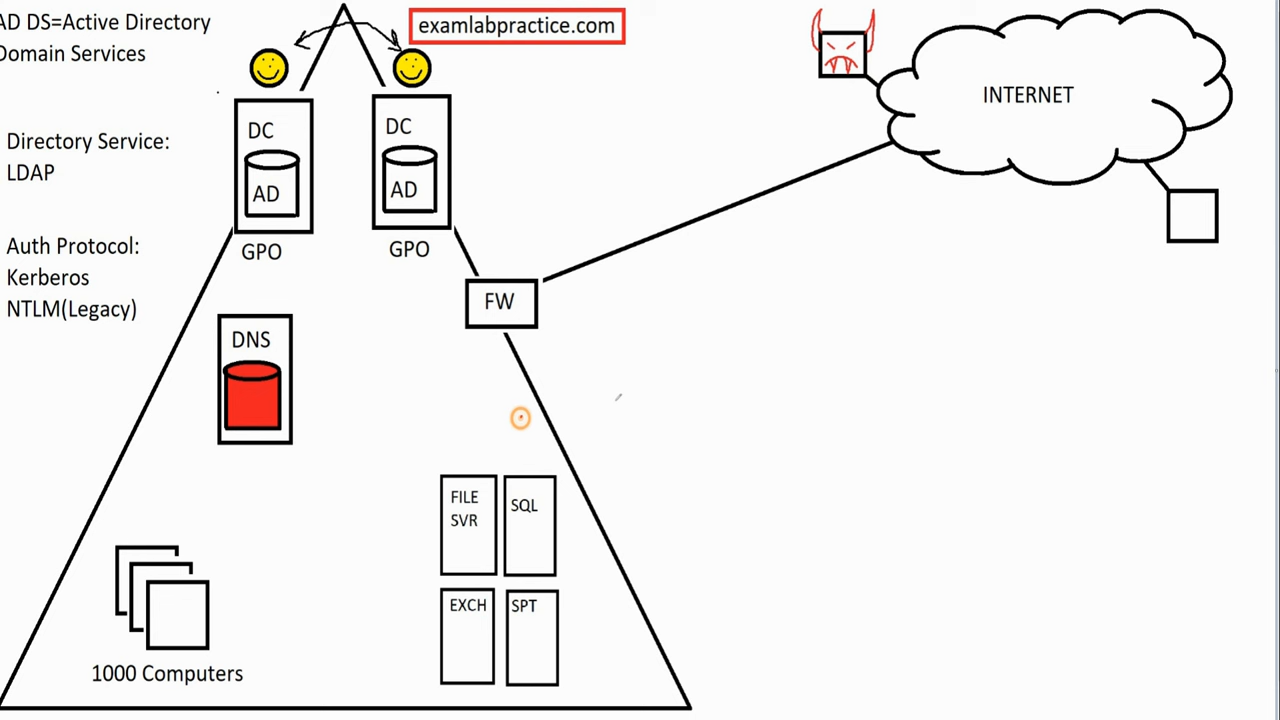 AD DS=Active Directory
Domain Services
examlabpractice.com
INTERNET
DC
AD
GPO
DC
AD
GPO
Directory Service:
LDAP
Auth Protocol:
Kerberos
NTLM(Legacy)
FW
DNS
FILE
SVR
SQL
EXCH
SPT
1000 Computers